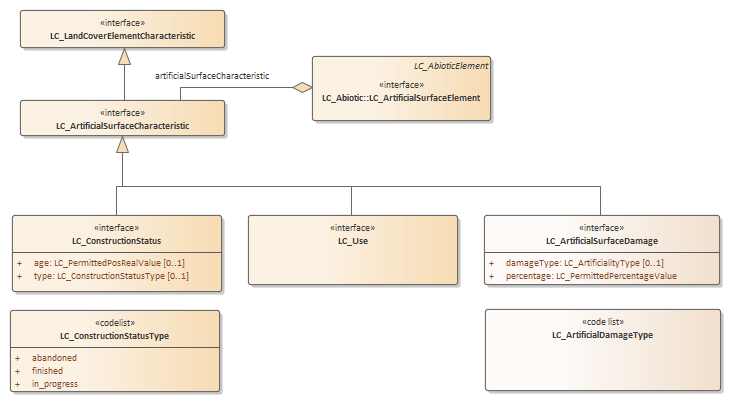 «interface»
LC_LandCoverElementCharacteristic
artificialSurfaceCharacteristic
LC_AbioticElement
«interface»
LC_Abiotic::LC_ArtificialSurfaceElement
«interface»
LC_ArtificialSurfaceCharacteristic
«interface»
LC_ConstructionStatus
+ age: LC_PermittedPosRealValue [0..1]
+ type: LC_ConstructionStatusType [0..1]
«interface»
LC_Use
«interface»
LC_ArtificialSurfaceDamage
+ damageType: LC_ArtificialityType [0..1]
+ percentage: LC_PermittedPercentageValue
«codelist»
LC_ConstructionStatusType
+ abandoned
+ finished
+ in_progress
«code list»
LC_ArtificialDamageType